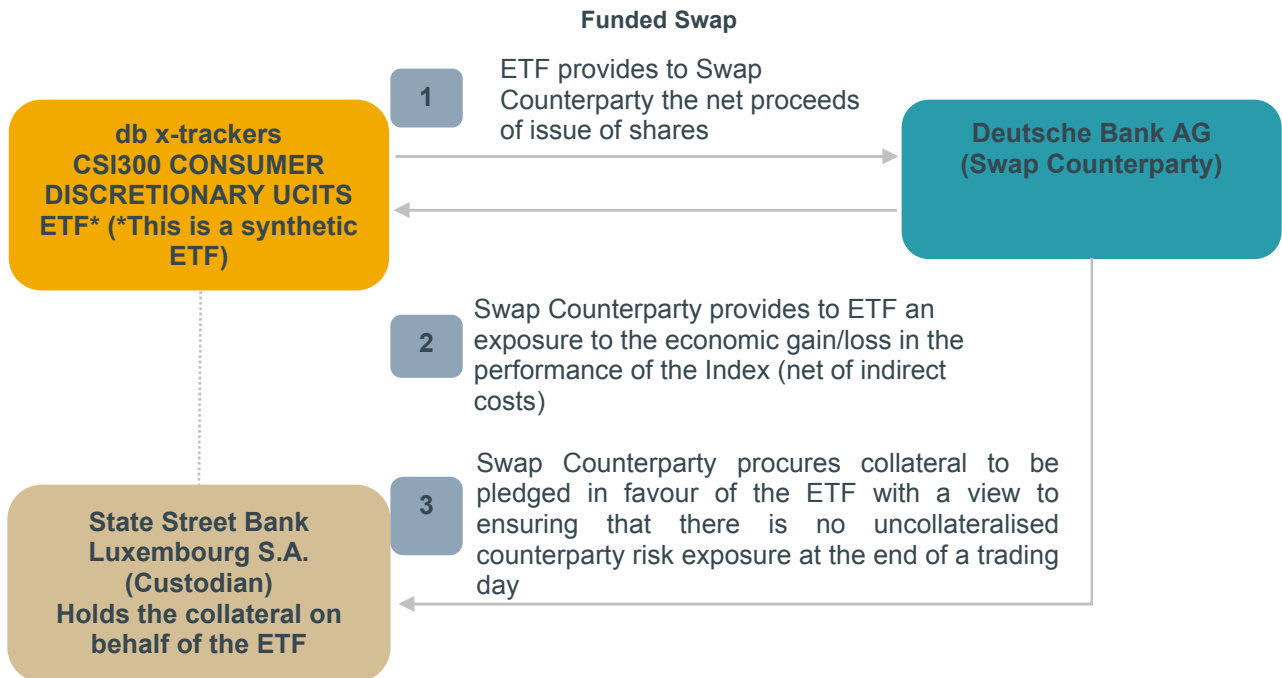 Funded Swap
1
ETF provides to Swap
Counterparty the net proceeds
of issue of shares
db x-trackers
CSI300 CONSUMER
DISCRETIONARY UCITS
ETF* (*This is a synthetic
ETF)
Deutsche Bank AG
(Swap Counterparty)
2
Swap Counterparty provides to ETF an
exposure to the economic gain/loss in the
performance of the Index (net of indirect
costs)
3
Swap Counterparty procures collateral to be
pledged in favour of the ETF with a view to
ensuring that there is no uncollateralised
counterparty risk exposure at the end of a trading
day
State Street Bank
Luxembourg S.A.
(Custodian)
Holds the collateral on
behalf of the ETF